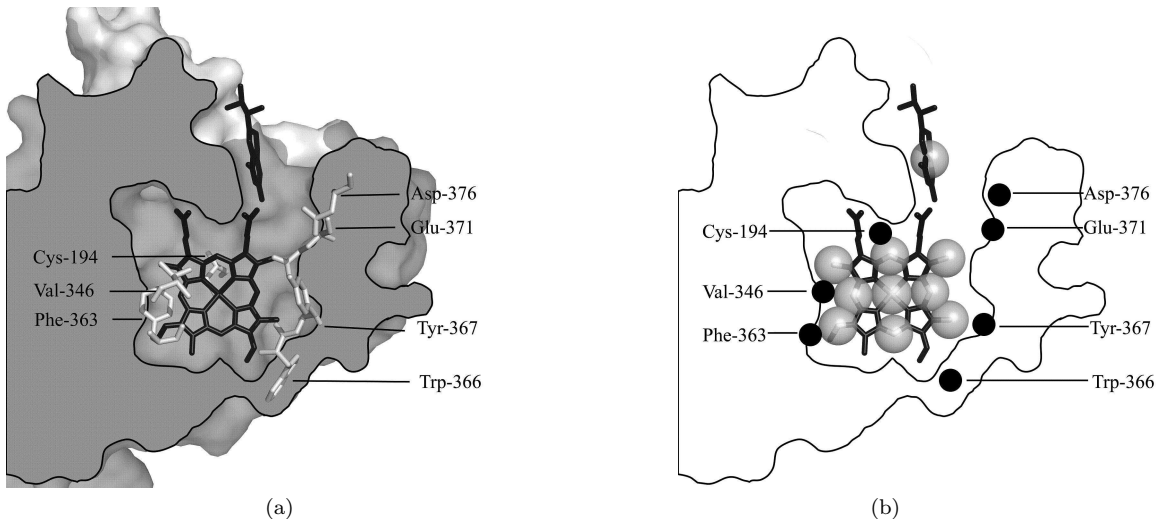 Asp-376
Glu-371
Cys-194
Val-346
Phe-363
Tyr-367
Trp-366
(a)
Asp-376
Glu-371
Cys-194
Val-346
Phe-363
Tyr-367
Trp-366
(b)